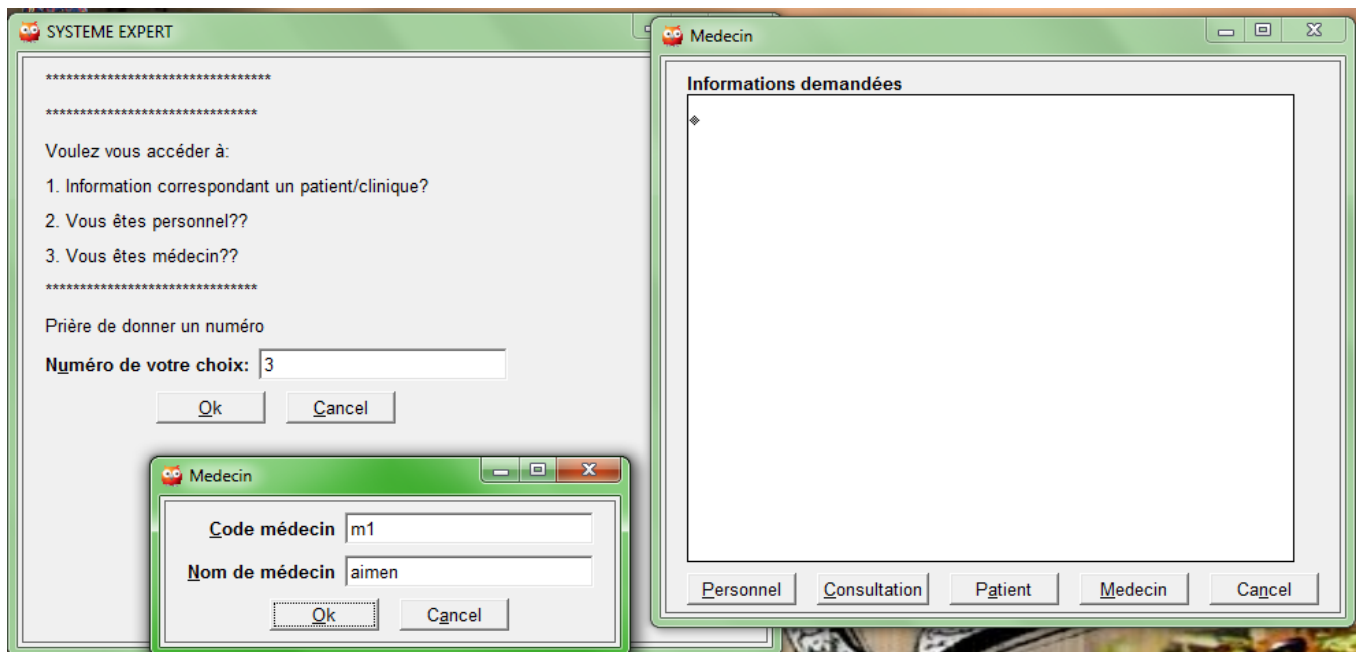 SYSTEME EXPERT
*********************************
*******************************
Voulez vous accéder à:
1. Information correspondant un patient/clinique?
2. Vous êtes personnel??
3. Vous êtes médecin??
*******************************
Prière de donner un numéro
Numéro de votre choix: 3
Ok Cancel
Medecin
Code médecin m1
Nom de médecin aimen
Ok Cancel
Medecin
Informations demandées
Personnel Consultation Patient Medecin Cancel